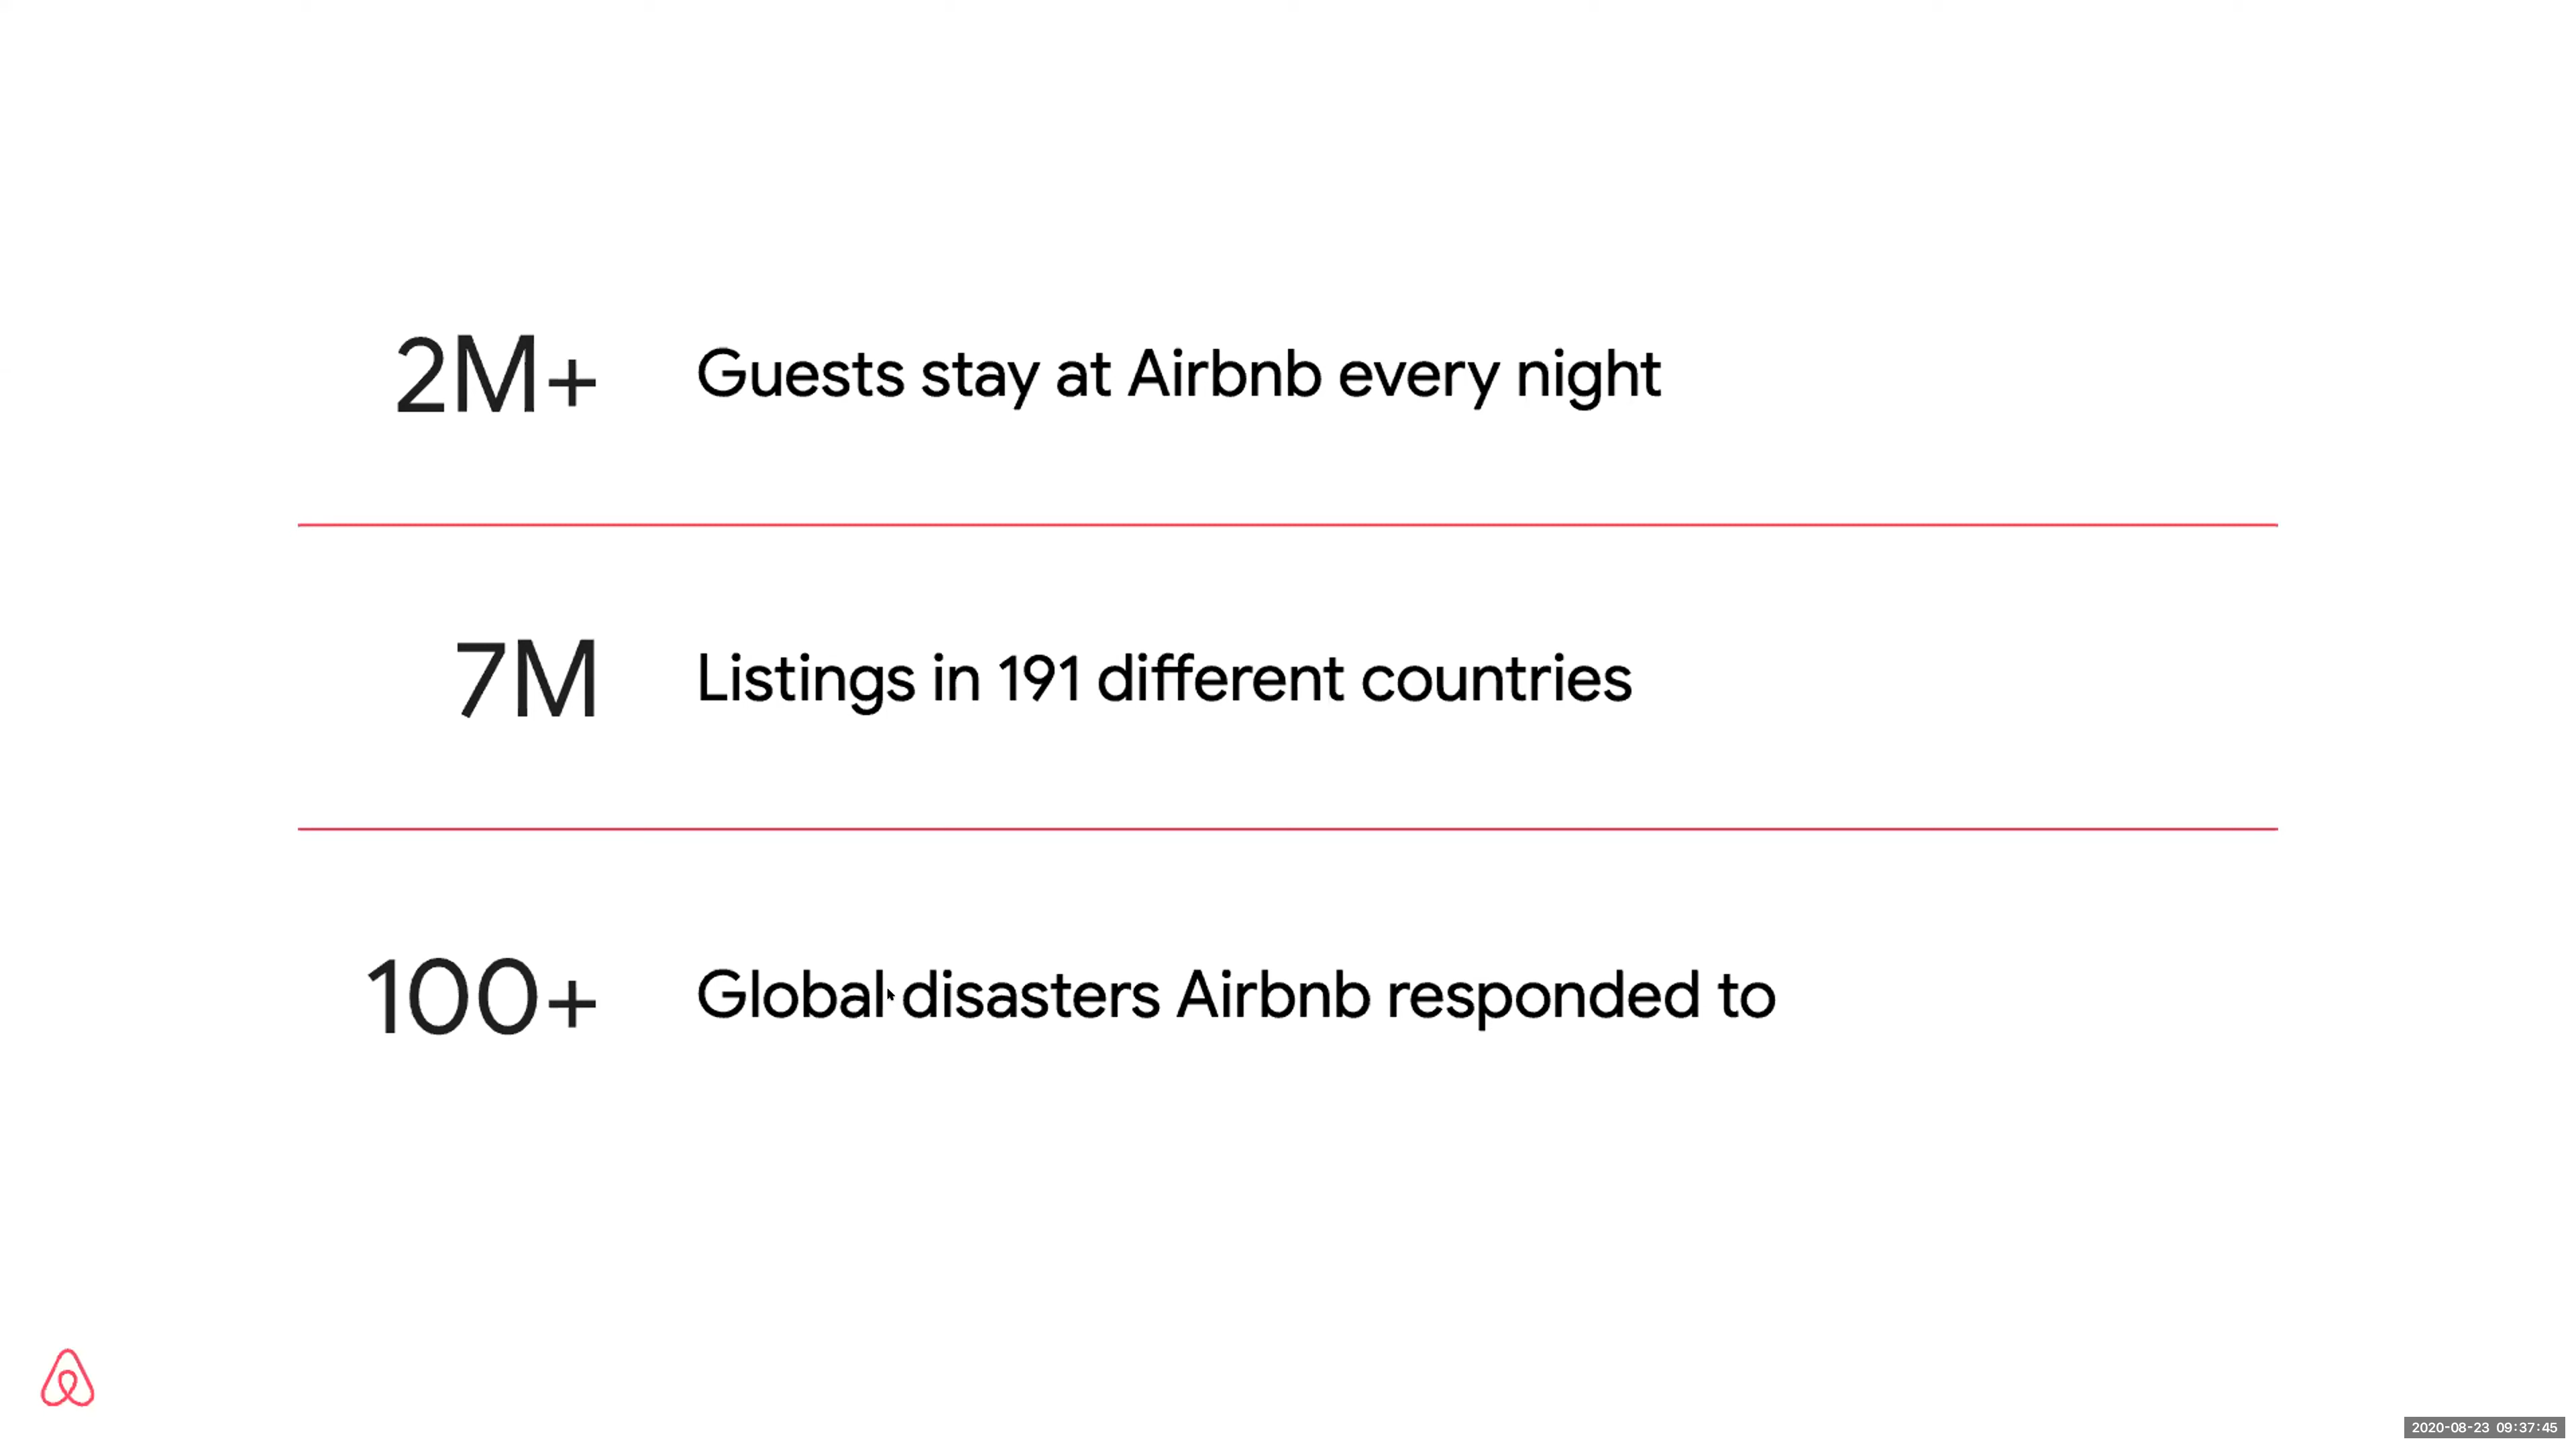 2M+ Guests stay at Airbnb every night
7M Listings in 191 different countries
100+ Global disasters Airbnb responded to
2020-08-23 09:37:45